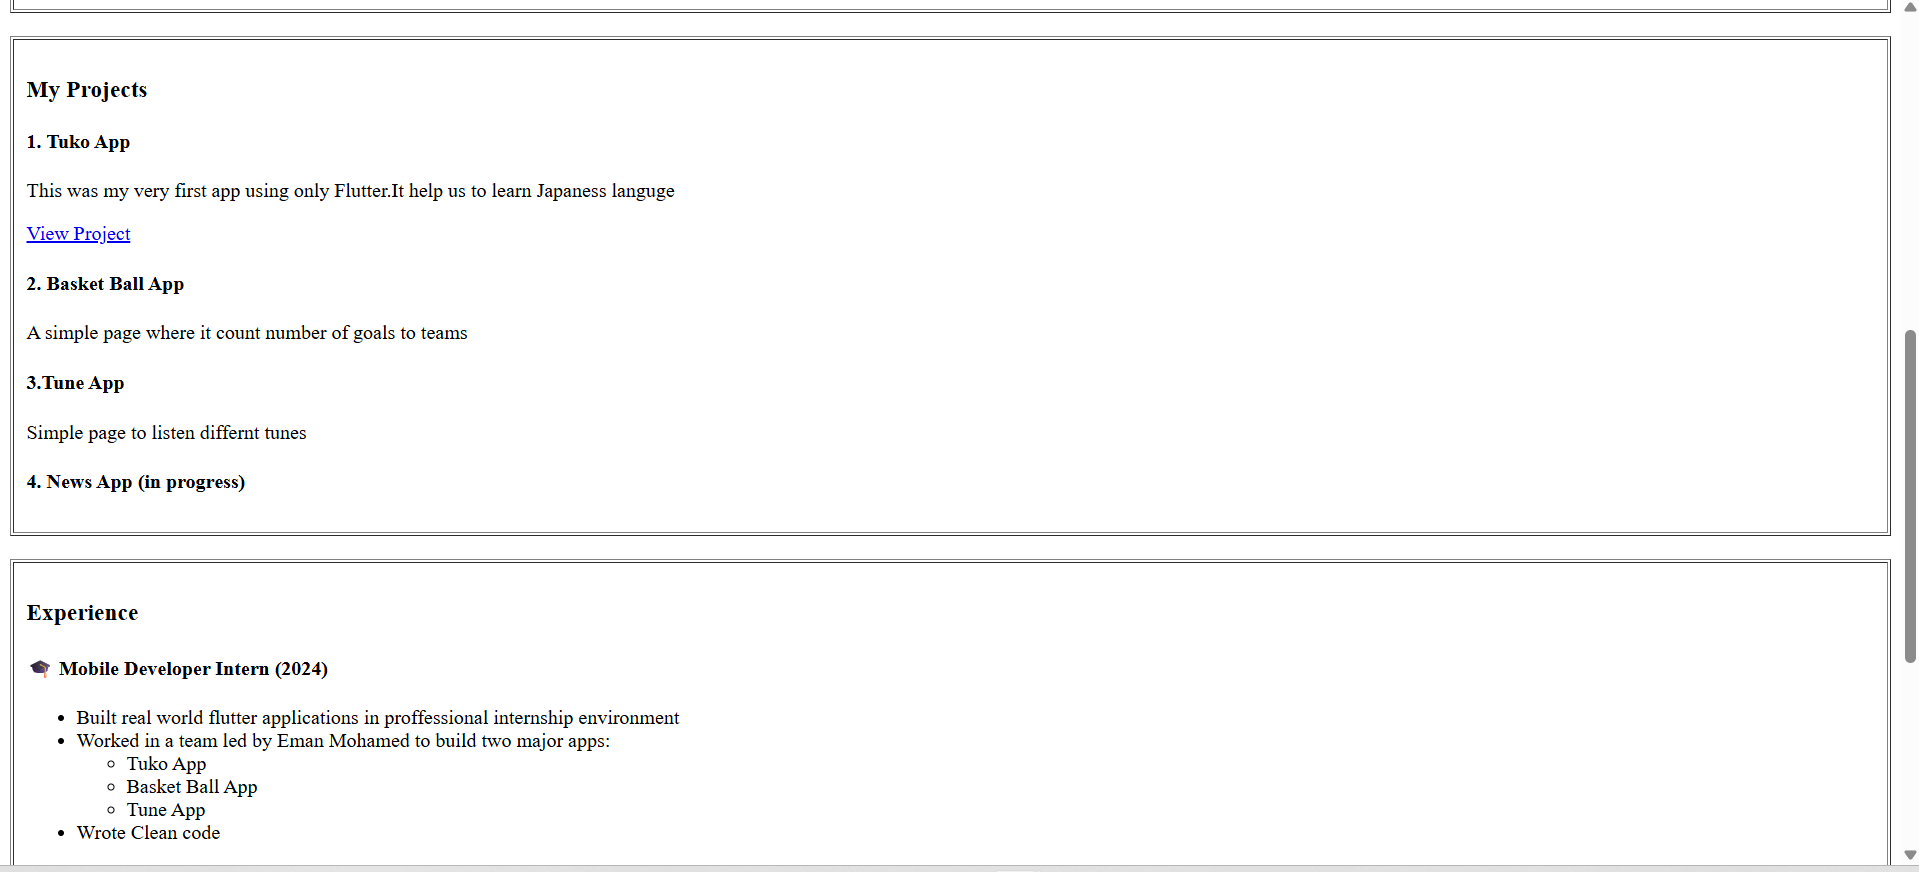 My Projects
1. Tuko App
This was my very first app using only Flutter.It help us to learn Japaness languge
View Project
2. Basket Ball App
A simple page where it count number of goals to teams
3.Tune App
Simple page to listen differnt tunes
4. News App (in progress)
Experience
🎓 Mobile Developer Intern (2024)
• Built real world flutter applications in proffessional internship environment
• Worked in a team led by Eman Mohamed to build two major apps:
◦ Tuko App
◦ Basket Ball App
◦ Tune App
• Wrote Clean code